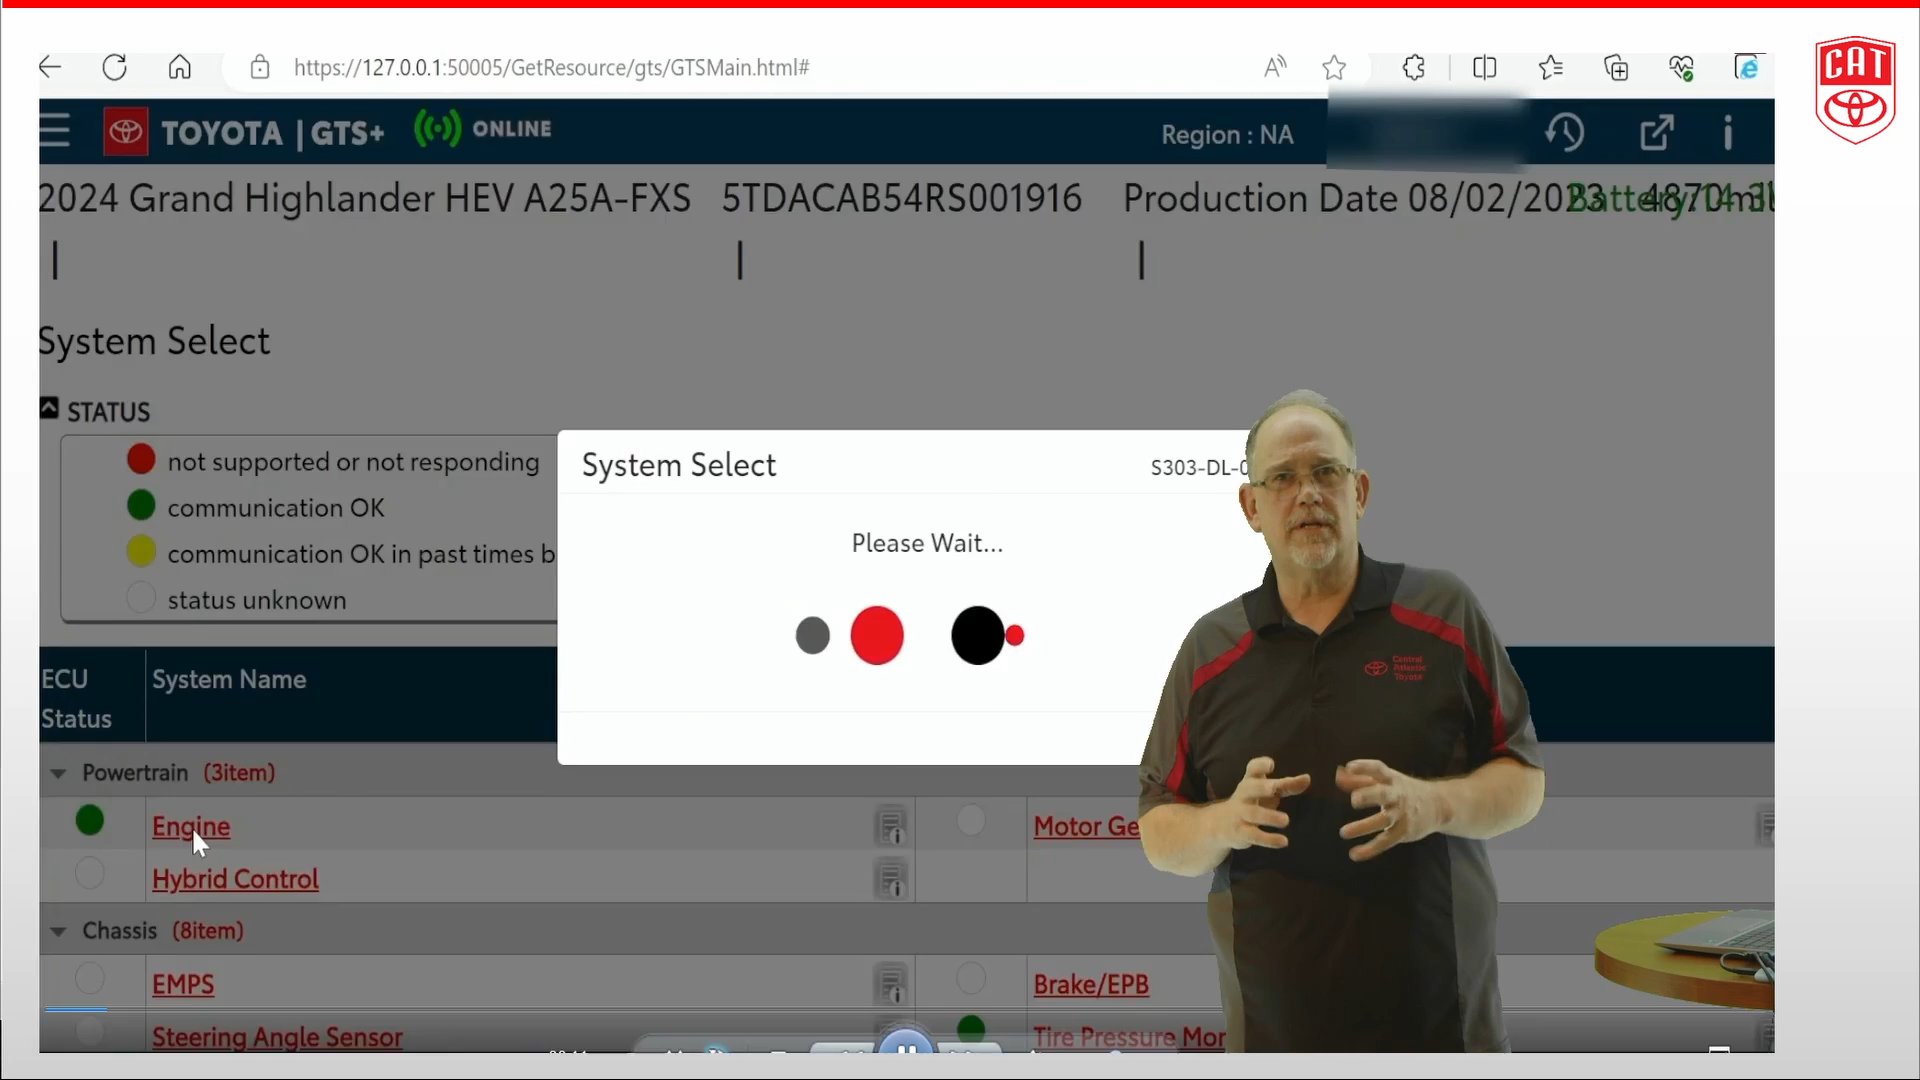 https://127.0.0.1:50005/GetResource/gts/GTSMain.html#
CAT
TOYOTA | GTS+
ONLINE
Region : NA
2024 Grand Highlander HEV A25A-FXS
5TDACAB54RS001916
Production Date 08/02/2023
|
|
|
System Select
STATUS
not supported or not responding
communication OK
communication OK in past times b
status unknown
System Select
S303-DL-0
Please Wait...
Central
Atlantic
Toyota
ECU
Status
System Name
Powertrain (3item)
Engine
Motor Ge
Hybrid Control
Chassis (8item)
EMPS
Brake/EPB
Steering Angle Sensor
Tire Pressure Mor